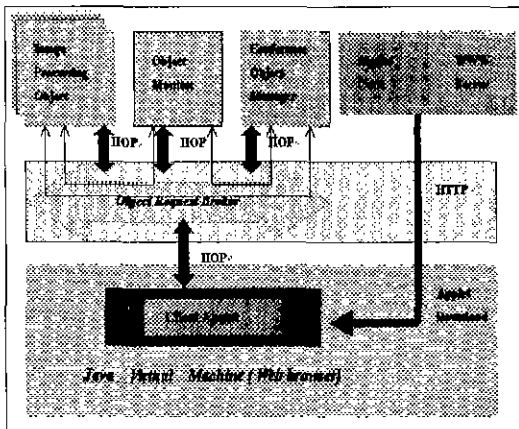 Image
Processing
Object
Object
Monitor
Conference
Object
Manager
WWW
Server
IIOP
IIOP
IIOP
HTTP
Object Request Broker
IIOP
Applet
Download
Client Applet
Java Virtual Machine (Web browser)